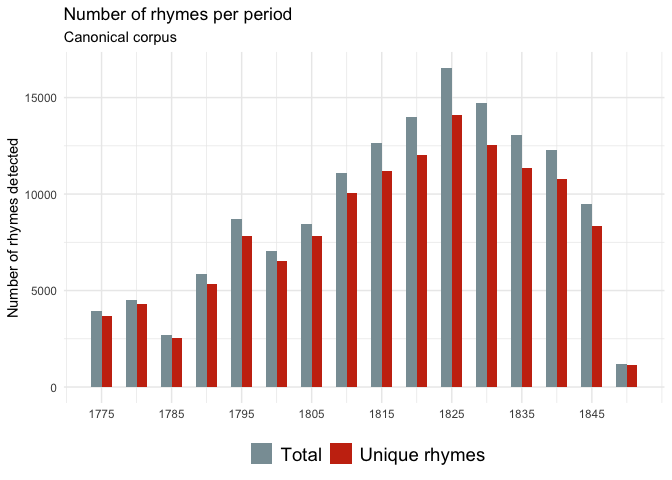 Number of rhymes per period
Canonical corpus
Number of rhymes detected
15000
10000
5000
0
1775 1785 1795 1805 1815 1825 1835 1845
Total Unique rhymes